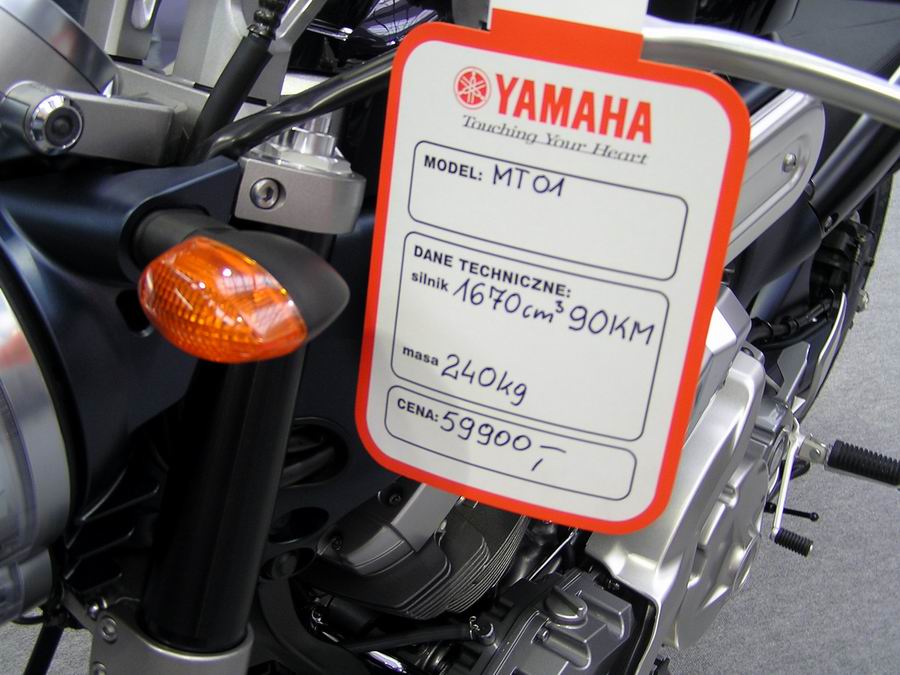 YAMAHA
Touching Your Heart
MODEL: MT01
DANE TECHNICZNE:
silnik 1670cm³ 90KM
masa 240kg
CENA: 59900,-